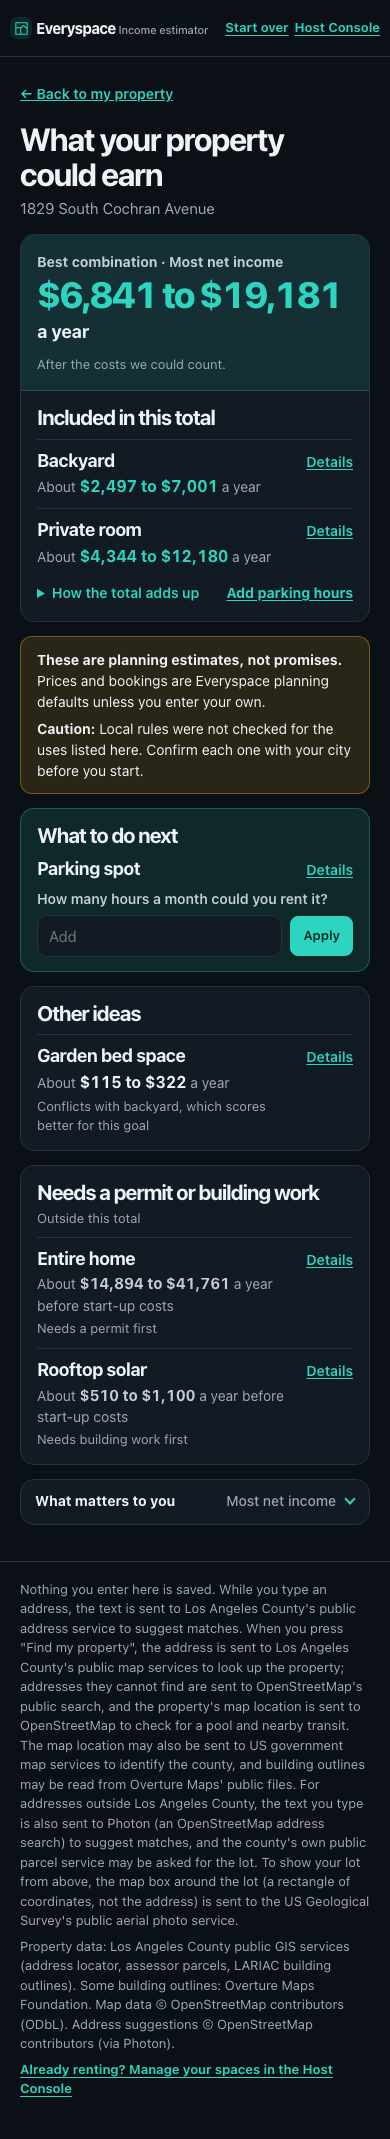 Everyspace Income estimator Start over Host Console
← Back to my property
What your property
could earn
1829 South Cochran Avenue
Best combination · Most net income
$6,841 to $19,181
a year
After the costs we could count.
Included in this total
Backyard Details
About $2,497 to $7,001 a year
Private room Details
About $4,344 to $12,180 a year
▶ How the total adds up Add parking hours
These are planning estimates, not promises.
Prices and bookings are Everyspace planning
defaults unless you enter your own.
Caution: Local rules were not checked for the
uses listed here. Confirm each one with your city
before you start.
What to do next
Parking spot Details
How many hours a month could you rent it?
Add Apply
Other ideas
Garden bed space Details
About $115 to $322 a year
Conflicts with backyard, which scores
better for this goal
Needs a permit or building work
Outside this total
Entire home Details
About $14,894 to $41,761 a year
before start-up costs
Needs a permit first
Rooftop solar Details
About $510 to $1,100 a year before
start-up costs
Needs building work first
What matters to you Most net income
Nothing you enter here is saved. While you type an
address, the text is sent to Los Angeles County's public
address service to suggest matches. When you press
"Find my property", the address is sent to Los Angeles
County's public map services to look up the property;
addresses they cannot find are sent to OpenStreetMap's
public search, and the property's map location is sent to
OpenStreetMap to check for a pool and nearby transit.
The map location may also be sent to US government
map services to identify the county, and building outlines
may be read from Overture Maps' public files. For
addresses outside Los Angeles County, the text you type
is also sent to Photon (an OpenStreetMap address
search) to suggest matches, and the county's own public
parcel service may be asked for the lot. To show your lot
from above, the map box around the lot (a rectangle of
coordinates, not the address) is sent to the US Geological
Survey's public aerial photo service.
Property data: Los Angeles County public GIS services
(address locator, assessor parcels, LARIAC building
outlines). Some building outlines: Overture Maps
Foundation. Map data © OpenStreetMap contributors
(ODbL). Address suggestions © OpenStreetMap
contributors (via Photon).
Already renting? Manage your spaces in the Host
Console